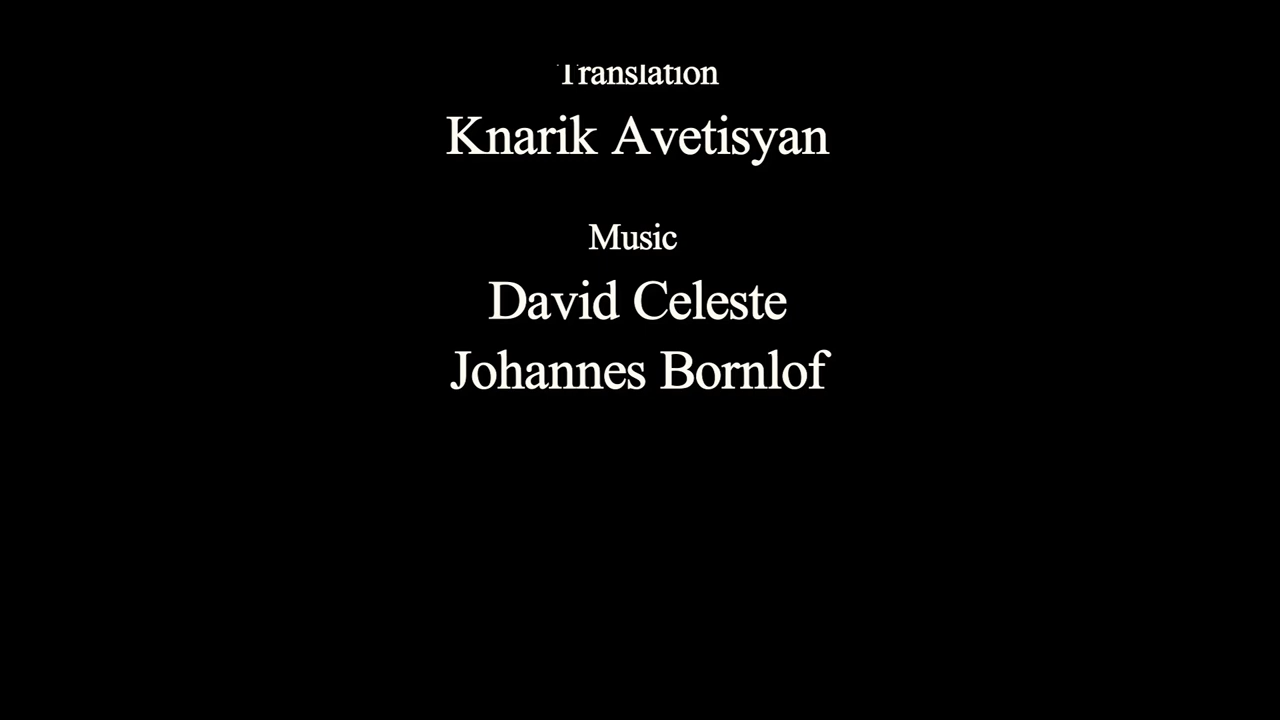 Translation
Knarik Avetisyan
Music
David Celeste
Johannes Bornlof